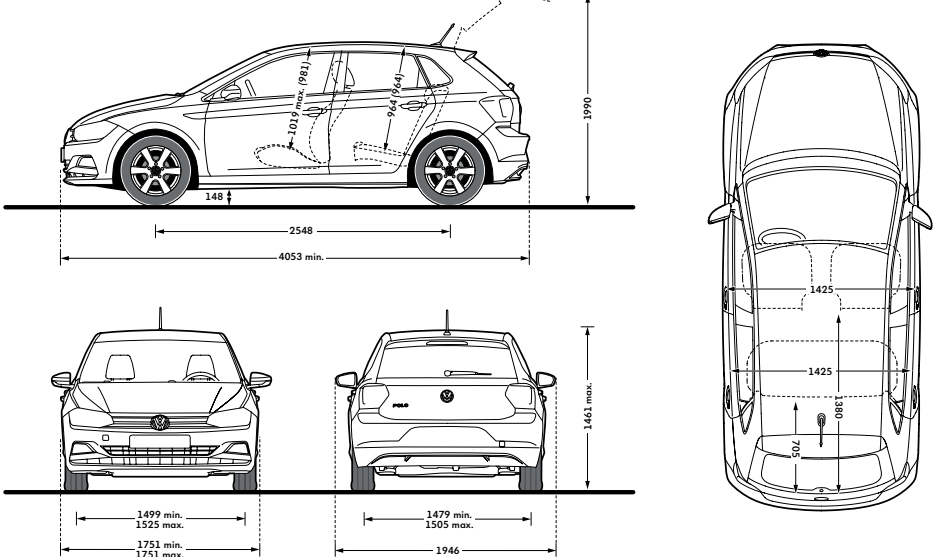 1019 max. (981)
964 (964)
1990
148
2548
4053 min.
1425
1425
1380
705
POLO
1461 max.
1499 min.
1525 max.
1479 min.
1505 max.
1751 min.
1751 max.
1946